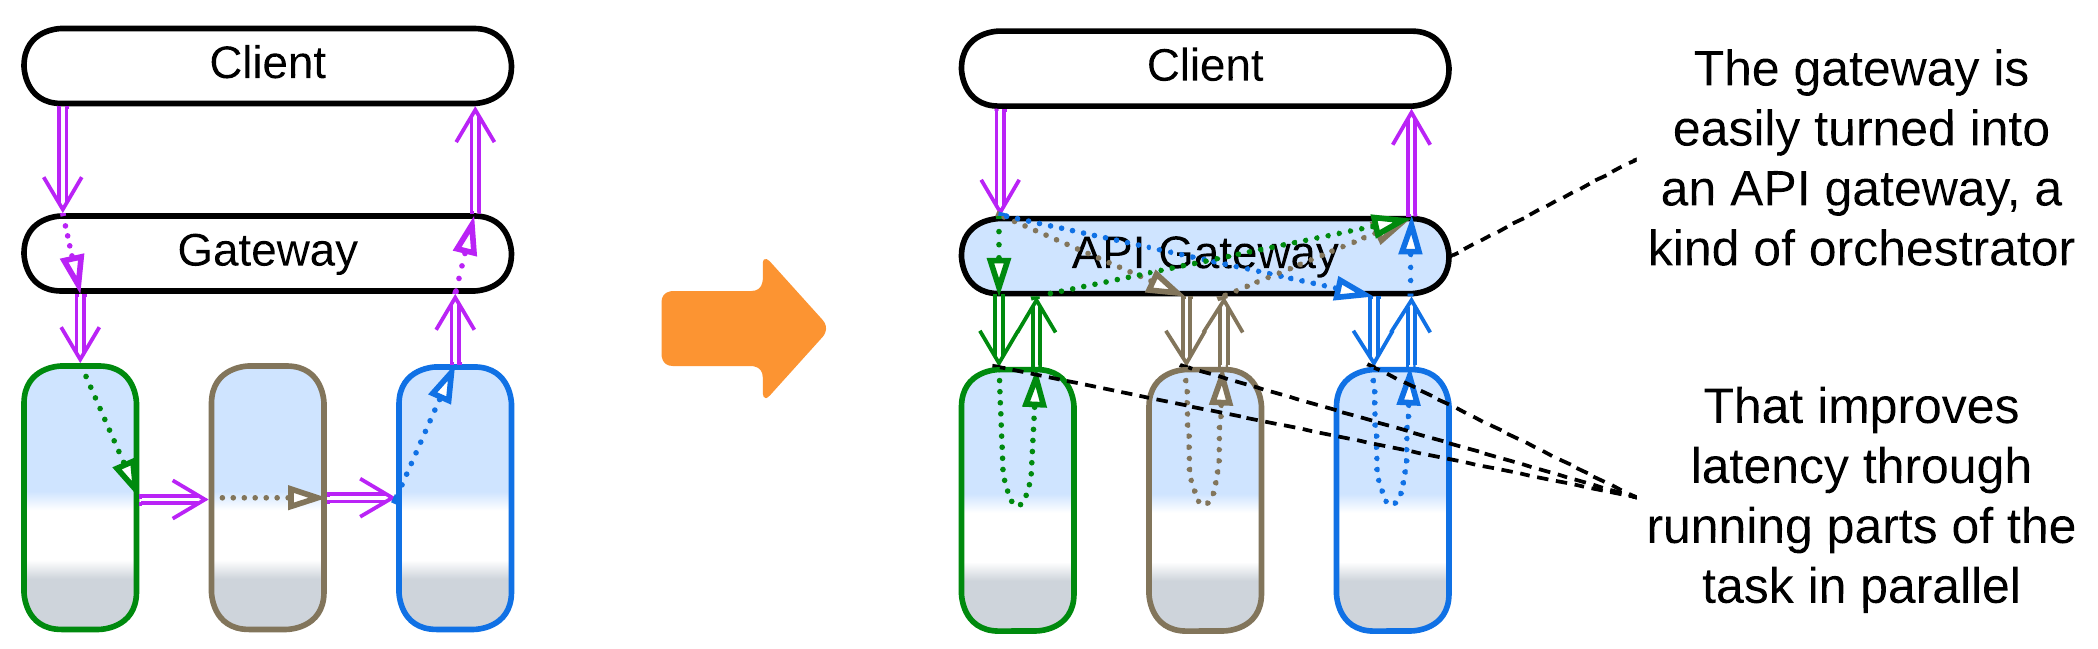 Client
Gateway
Client
API Gateway
The gateway is
easily turned into
an API gateway, a
kind of orchestrator
That improves
latency through
running parts of the
task in parallel